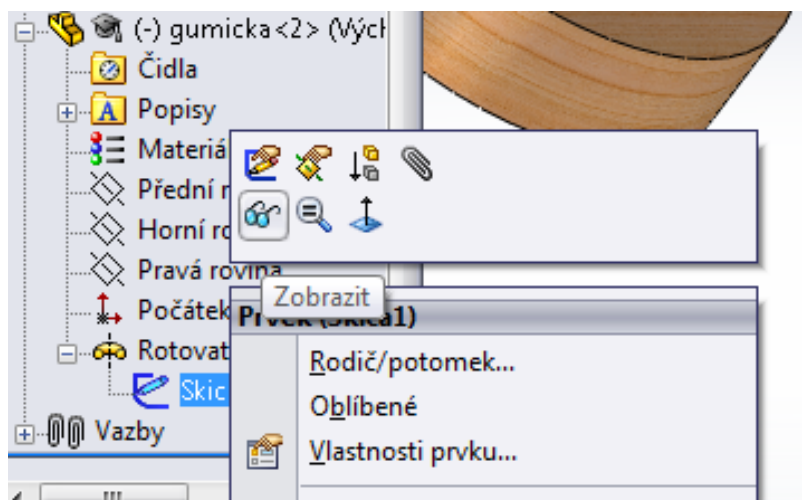 (-) gumicka<2> (Vých
Čidla
Popisy
Materiá
Přední r
Horní ro
Pravá rovina
Zobrazit
Počátek
Prvek (Skica1)
Rotovat
Rodič/potomek...
Skic
Oblíbené
Vazby
Vlastnosti prvku...